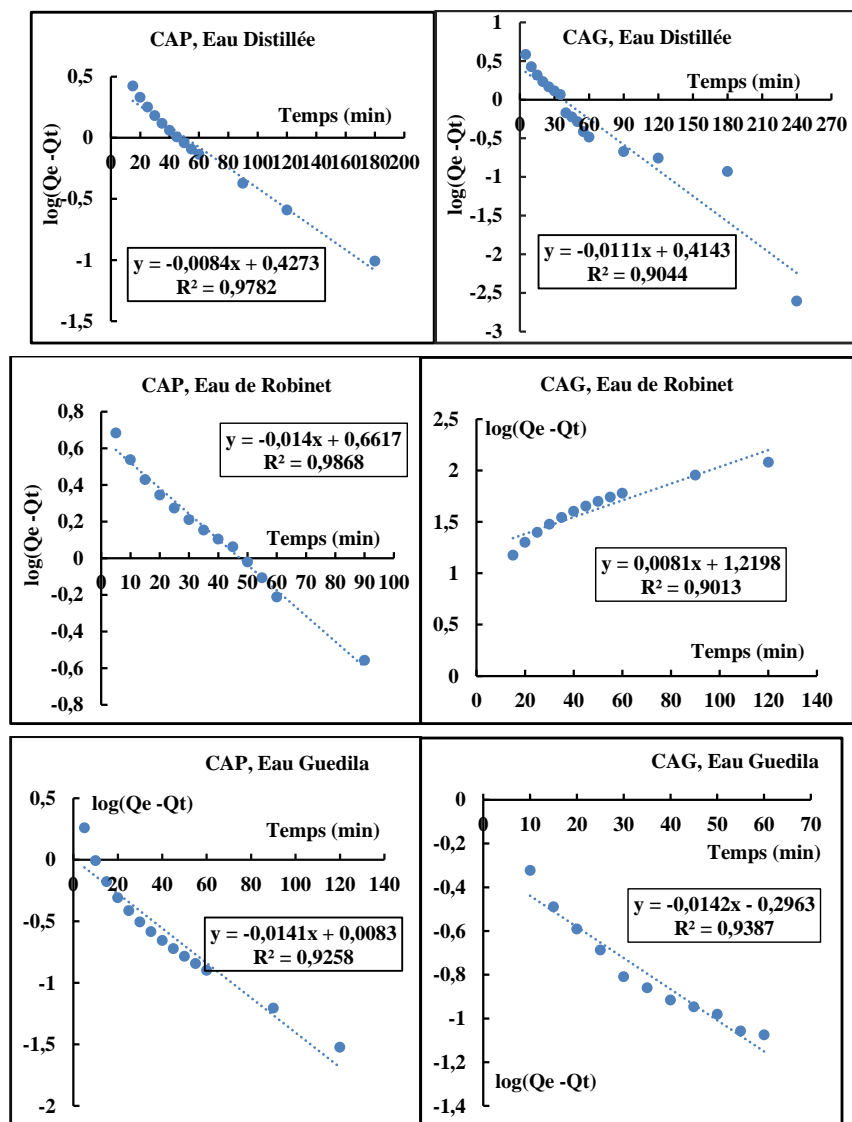 CAP, Eau Distillée
0,5
Temps (min)
0
0 20 40 60 80 100 120 140 160 180 200
-0,5
-1
-1,5
log(Qe -Qt)
y = -0,0084x + 0,4273
R² = 0,9782
CAG, Eau Distillée
1
0,5
Temps (min)
0
0 30 60 90 120 150 180 210 240 270
-0,5
-1
-1,5
-2
-2,5
-3
log(Qe -Qt)
y = -0,0111x + 0,4143
R² = 0,9044
CAP, Eau de Robinet
0,8
0,6
0,4
0,2
0
-0,2
-0,4
-0,6
-0,8
log(Qe -Qt)
y = -0,014x + 0,6617
R² = 0,9868
Temps (min)
0 10 20 30 40 50 60 70 80 90 100
CAG, Eau de Robinet
log(Qe -Qt)
2,5
2
1,5
1
0,5
0
y = 0,0081x + 1,2198
R² = 0,9013
Temps (min)
0 20 40 60 80 100 120 140
CAP, Eau Guedila
log(Qe -Qt)
0,5
Temps (min)
0
0 20 40 60 80 100 120 140
-0,5
-1
-1,5
-2
y = -0,0141x + 0,0083
R² = 0,9258
CAG, Eau Guedila
0
0 10 20 30 40 50 60 70
Temps (min)
-0,2
-0,4
-0,6
-0,8
-1
-1,2
-1,4
y = -0,0142x - 0,2963
R² = 0,9387
log(Qe -Qt)